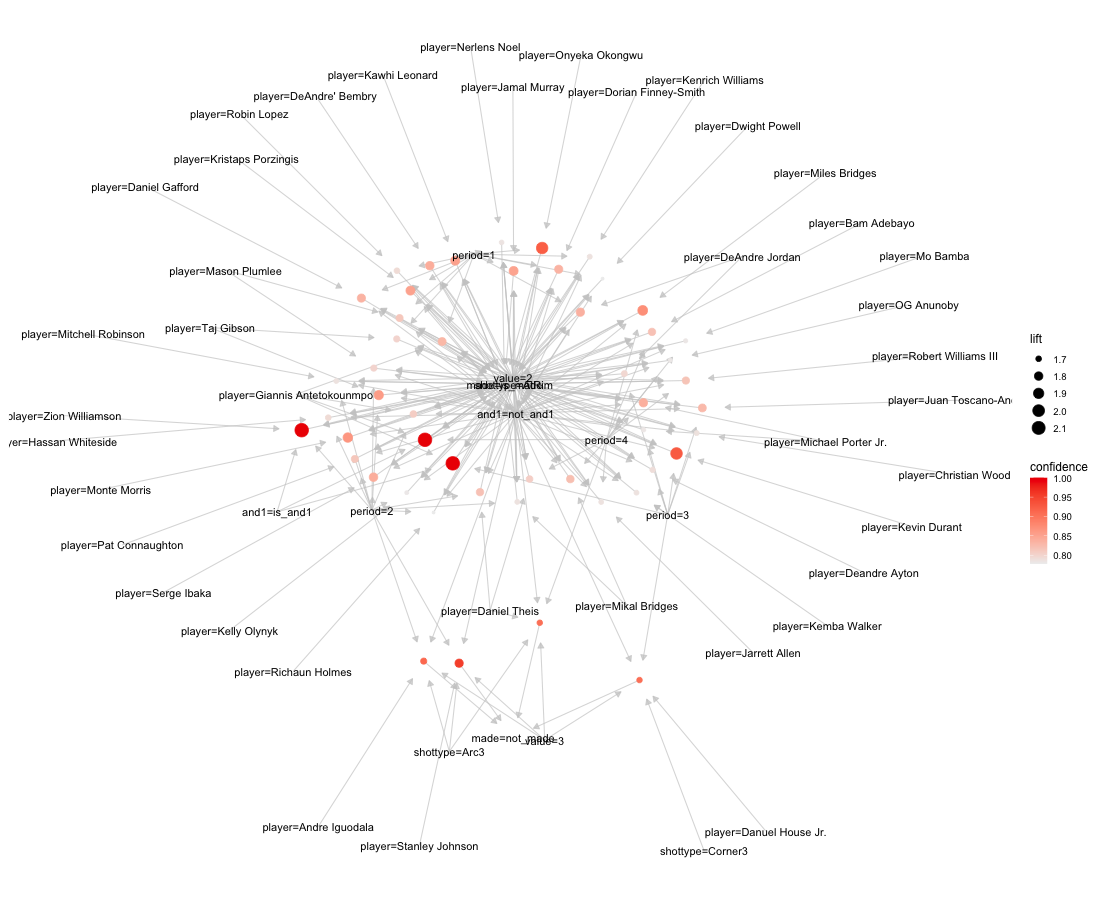 player=Nerlens Noel
player=Onyeka Okongwu
player=Kawhi Leonard
player=Kenrich Williams
player=Jamal Murray
player=Dorian Finney-Smith
player=DeAndre' Bembry
player=Robin Lopez
player=Dwight Powell
player=Kristaps Porzingis
player=Miles Bridges
player=Daniel Gafford
player=Bam Adebayo
period=1
player=DeAndre Jordan
player=Mo Bamba
player=Mason Plumlee
player=OG Anunoby
player=Taj Gibson
player=Mitchell Robinson
lift
1.7
1.8
1.9
2.0
2.1
player=Robert Williams III
value=2
player=Giannis Antetokounmpo
player=Juan Toscano-An
player=Zion Williamson
and1=not_and1
yer=Hassan Whiteside
period=4
player=Michael Porter Jr.
confidence
1.00
0.95
0.90
0.85
0.80
player=Christian Wood
player=Monte Morris
and1=is_and1
period=2
period=3
player=Kevin Durant
player=Pat Connaughton
player=Deandre Ayton
player=Serge Ibaka
player=Daniel Theis
player=Mikal Bridges
player=Kemba Walker
player=Kelly Olynyk
player=Jarrett Allen
player=Richaun Holmes
made=not_made
value=3
shottype=Arc3
player=Andre Iguodala
player=Danuel House Jr.
player=Stanley Johnson
shottype=Corner3